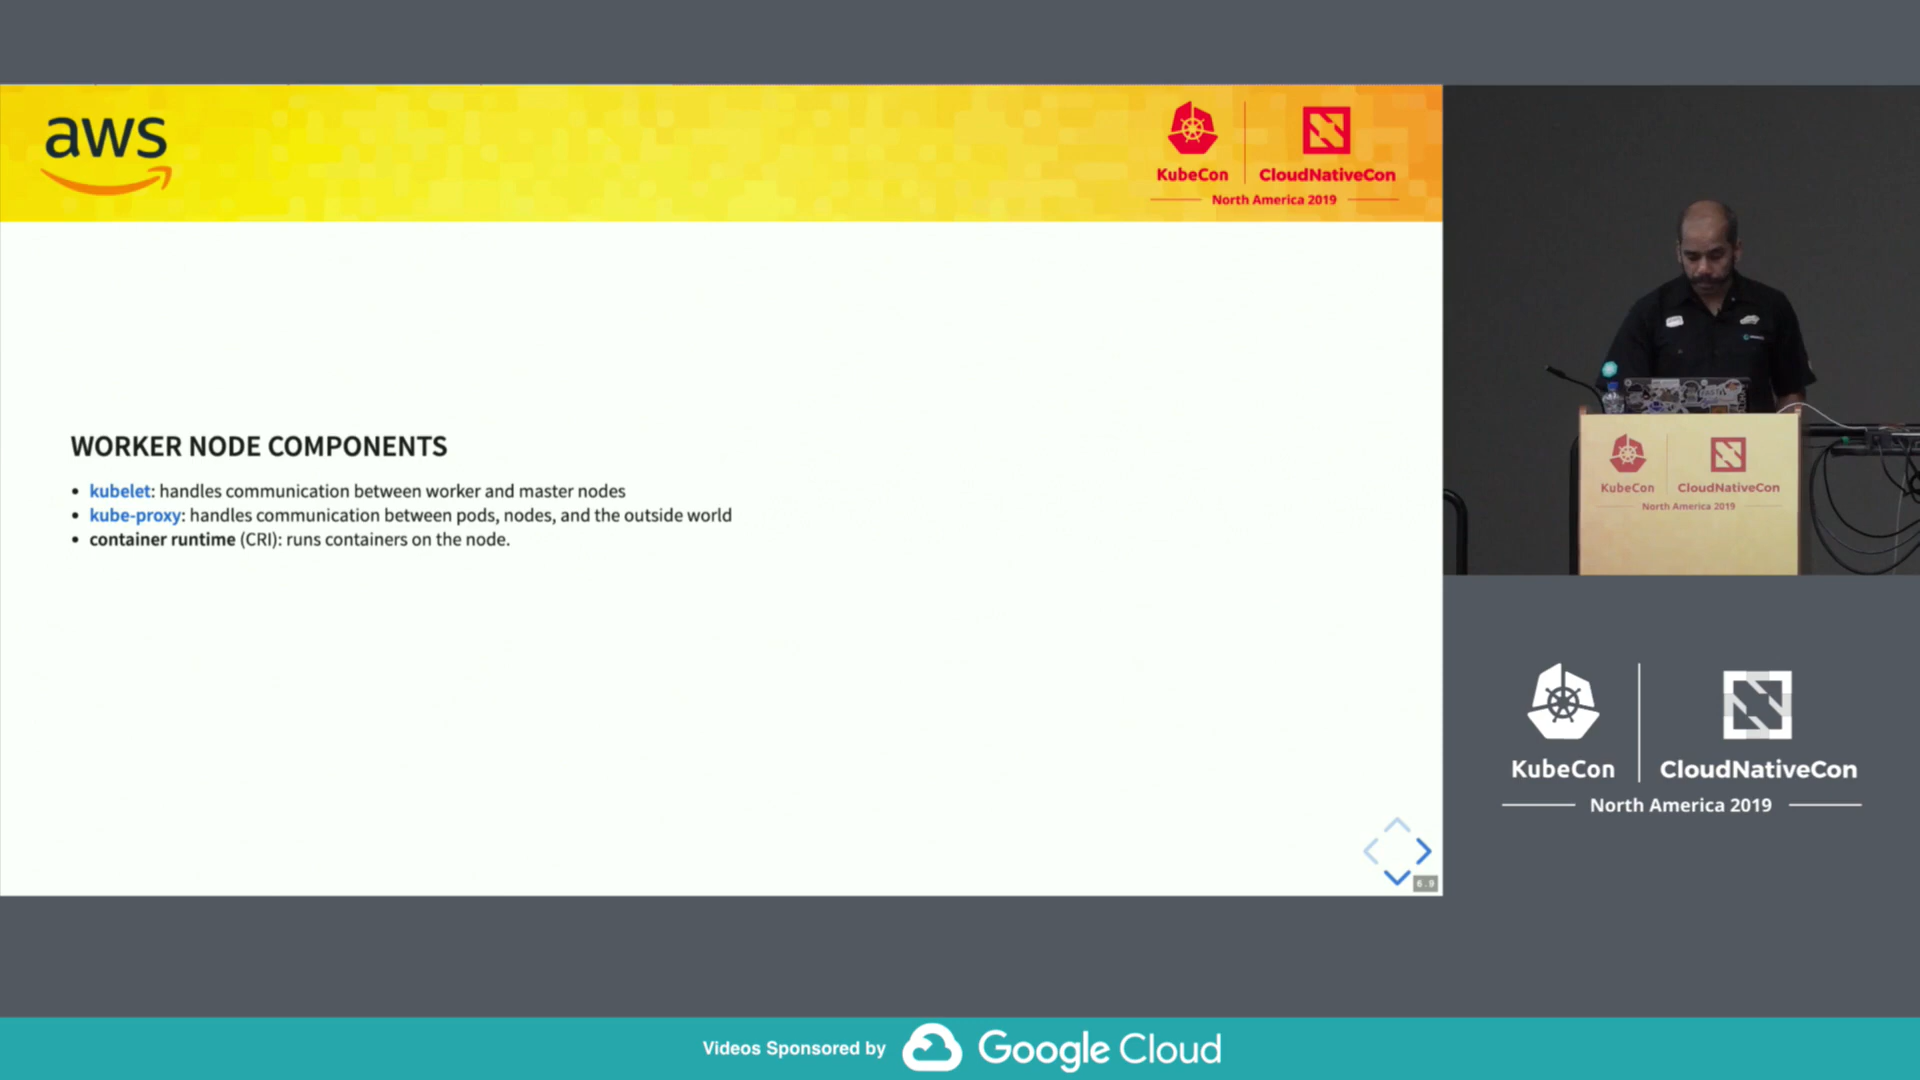 aws
KubeCon
CloudNativeCon
North America 2019
WORKER NODE COMPONENTS
• kubelet: handles communication between worker and master nodes
• kube-proxy: handles communication between pods, nodes, and the outside world
• container runtime (CRI): runs containers on the node.
6.9
KubeCon
CloudNativeCon
North America 2019
KubeCon
CloudNativeCon
North America 2019
Videos Sponsored by Google Cloud